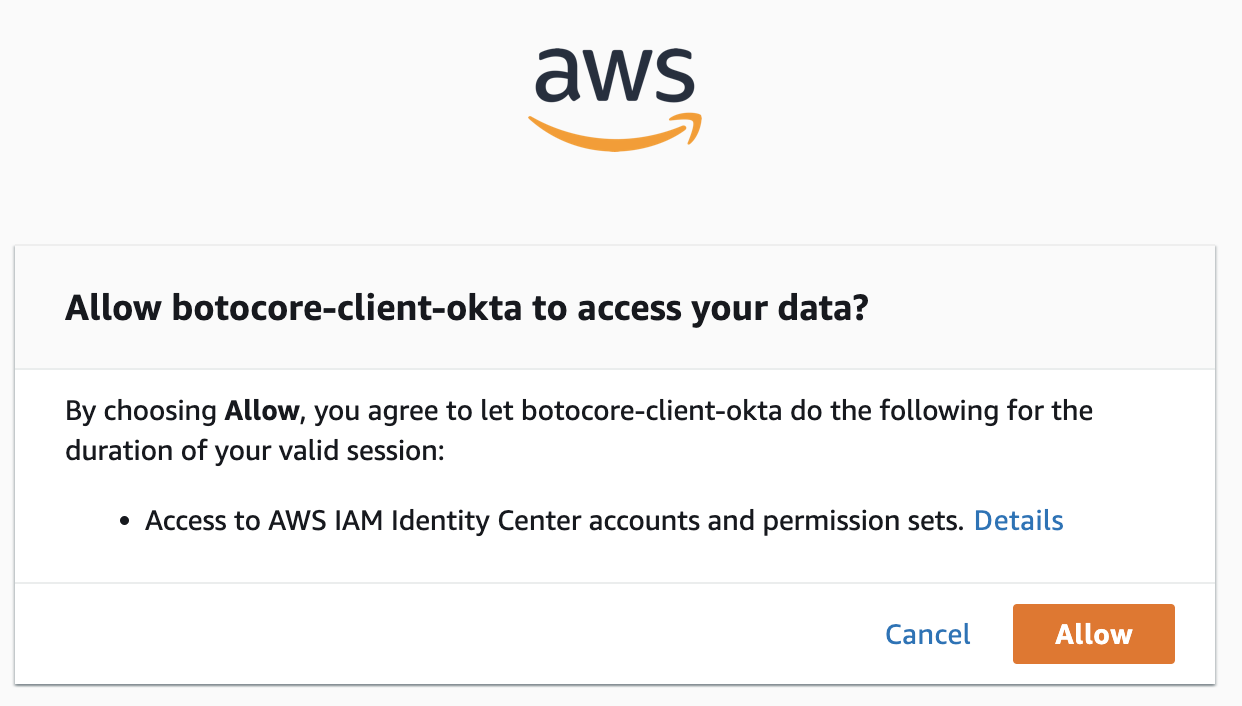 aws
Allow botocore-client-okta to access your data?
By choosing Allow, you agree to let botocore-client-okta do the following for the
duration of your valid session:
• Access to AWS IAM Identity Center accounts and permission sets. Details
Cancel Allow